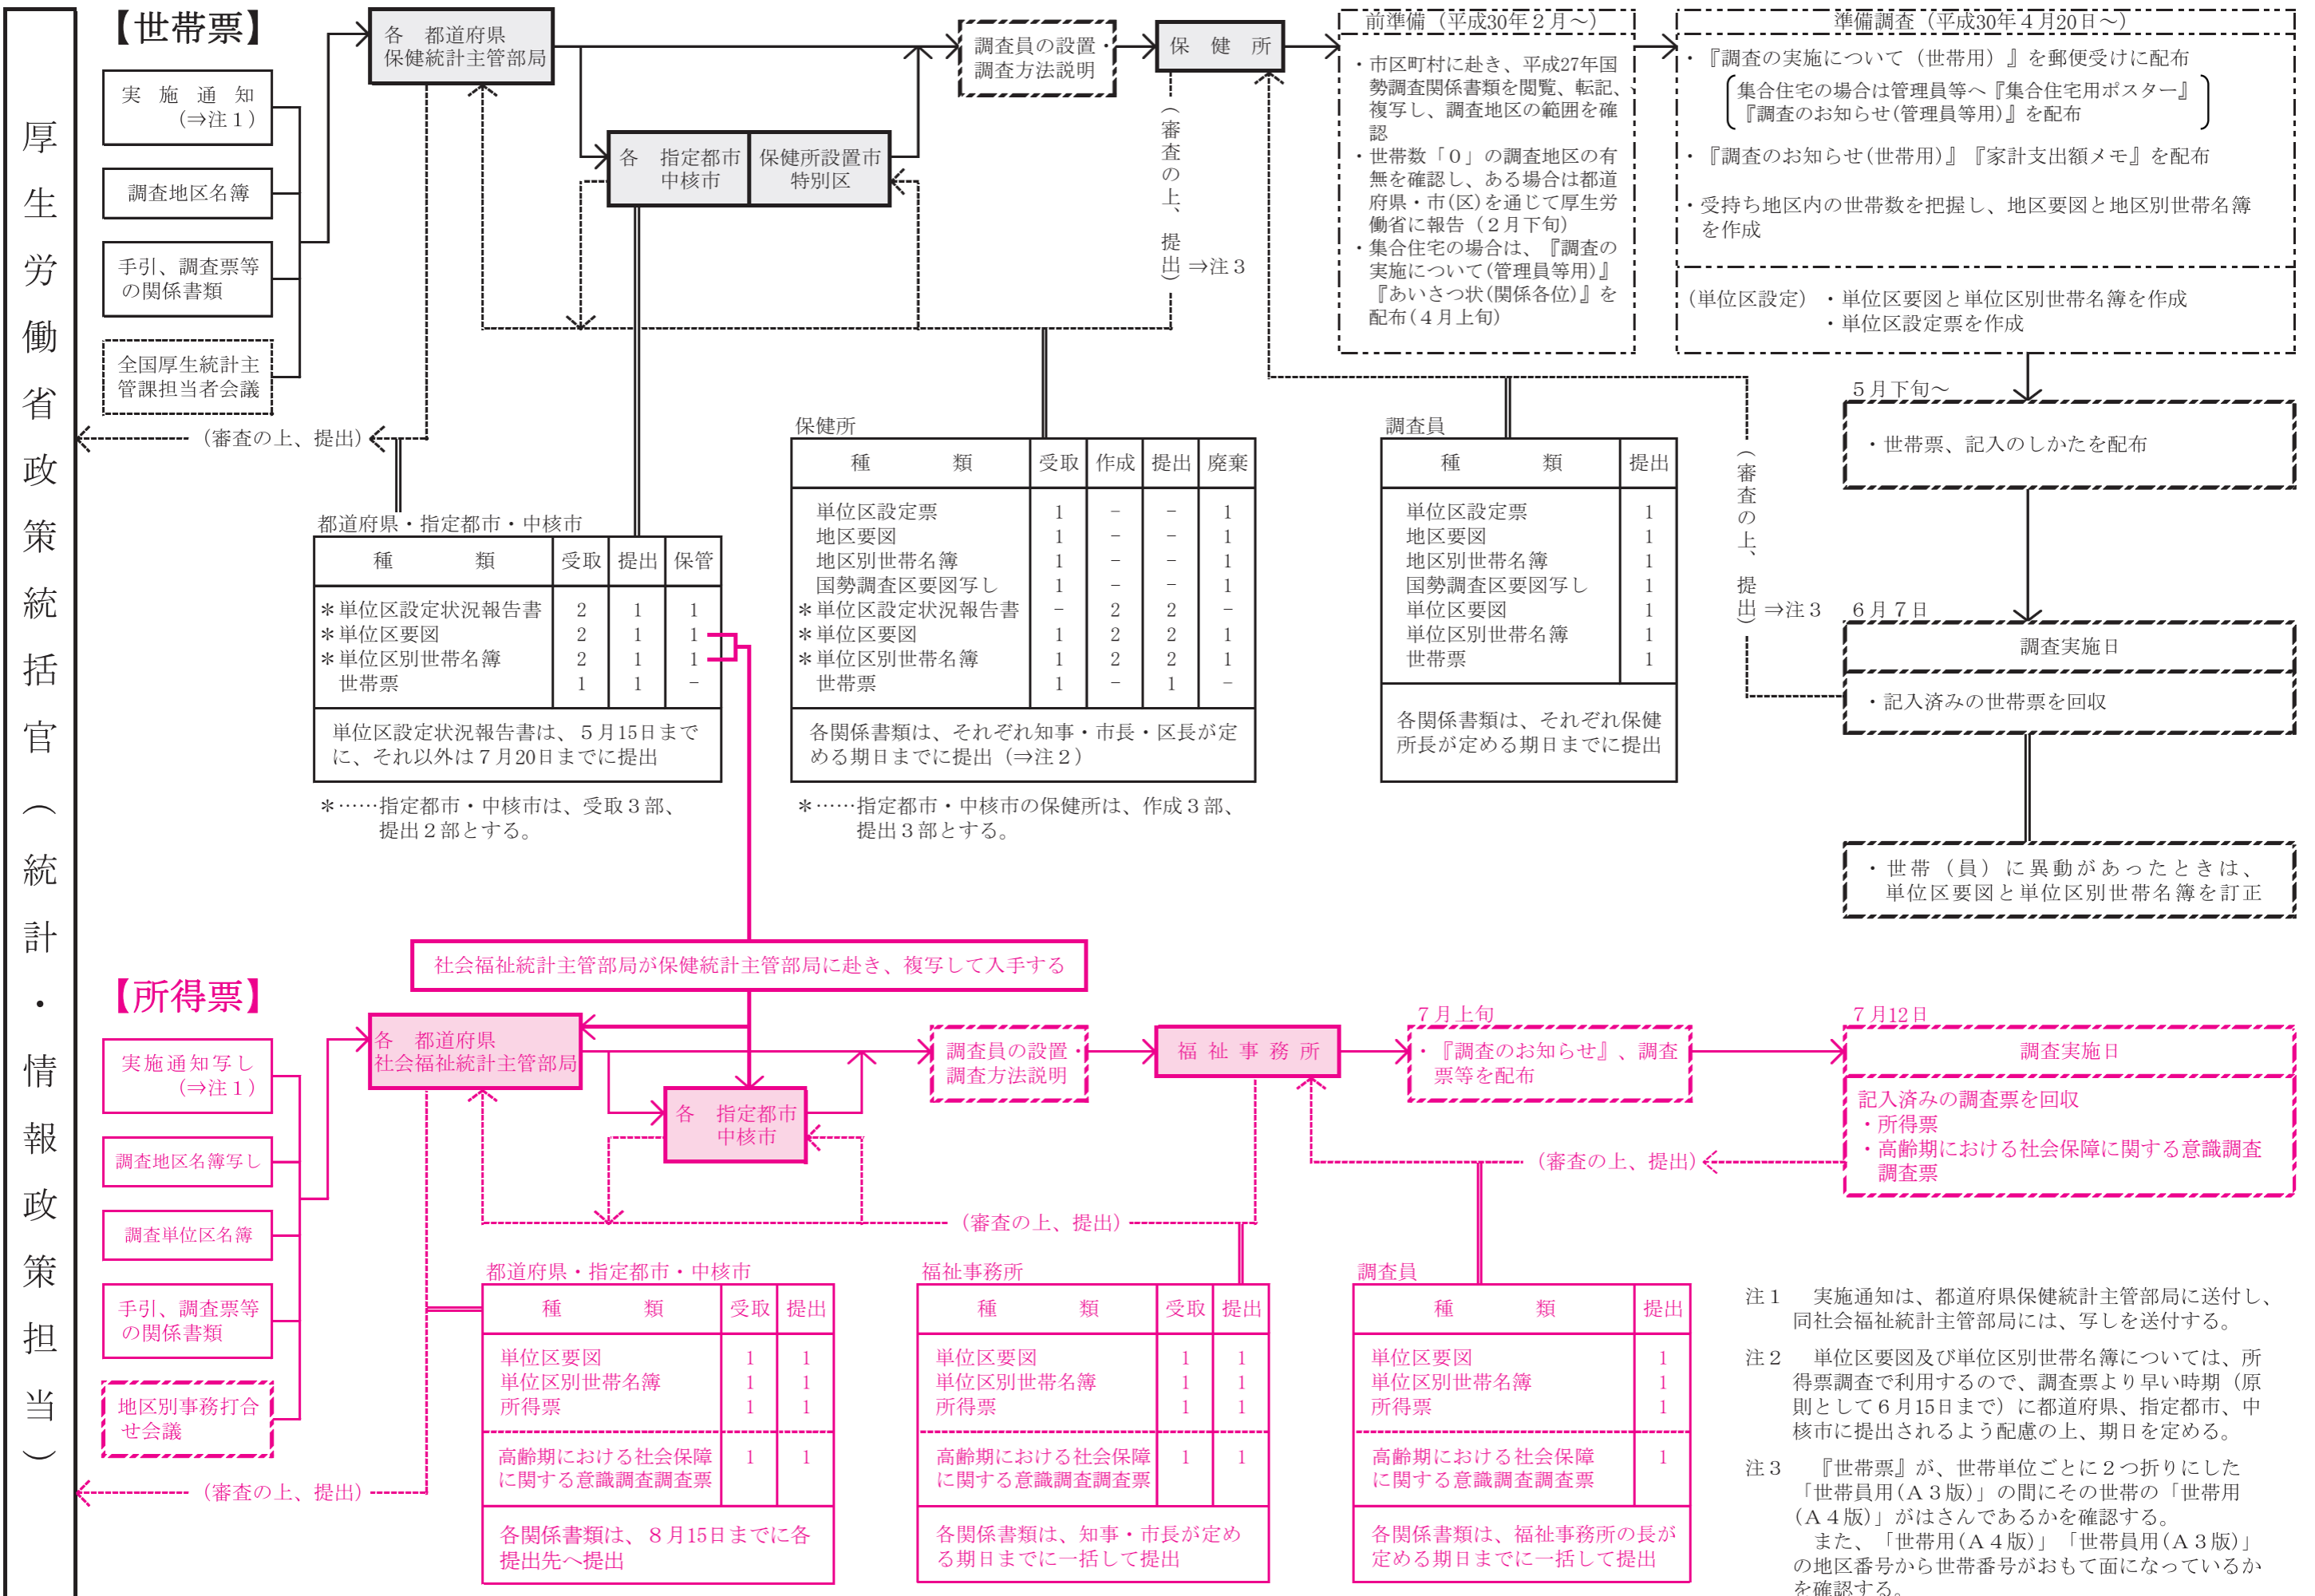 厚生労働省政策統括官（統計・情報政策担当）
【世帯票】
実施通知
(⇒注１)
調査地区名簿
手引、調査票等
の関係書類
全国厚生統計主
管課担当者会議
(審査の上、提出)
各　都道府県
保健統計主管部局
各　指定都市
中核市
保健所設置市
特別区
調査員の設置・
調査方法説明
保健所
(審査の上、提出)
⇒注３
前準備（平成30年２月～）
・市区町村に赴き、平成27年国
勢調査関係書類を閲覧、転記、
複写し、調査地区の範囲を確
認
・世帯数「０」の調査地区の有
無を確認し、ある場合は都道
府県・市(区)を通じて厚生労
働省に報告（２月下旬）
・集合住宅の場合は、『調査の
実施について(管理員等用)』
『あいさつ状(関係各位)』を
配布(４月上旬)
準備調査（平成30年４月20日～）
・『調査の実施について（世帯用）』を郵便受けに配布
集合住宅の場合は管理員等へ『集合住宅用ポスター』
『調査のお知らせ(管理員等用)』を配布
・『調査のお知らせ(世帯用)』『家計支出額メモ』を配布
・受持ち地区内の世帯数を把握し、地区要図と地区別世帯名簿
を作成
(単位区設定）・単位区要図と単位区別世帯名簿を作成
・単位区設定票を作成
５月下旬～
・世帯票、記入のしかたを配布
６月７日
調査実施日
・記入済みの世帯票を回収
・世帯（員）に異動があったときは、
単位区要図と単位区別世帯名簿を訂正
(審査の上、提出)
⇒注３
都道府県・指定都市・中核市
種　類　受取　提出　保管
＊単位区設定状況報告書　2　1　1
＊単位区要図　2　1　1
＊単位区別世帯名簿　2　1　1
世帯票　1　1　−
単位区設定状況報告書は、５月15日まで
に、それ以外は７月20日までに提出
＊……指定都市・中核市は、受取３部、
提出２部とする。
保健所
種　類　受取　作成　提出　廃棄
単位区設定票　1　−　−　1
地区要図　1　−　−　1
地区別世帯名簿　1　−　−　1
国勢調査区要図写し　1　−　−　1
＊単位区設定状況報告書　−　2　2　−
＊単位区要図　1　2　2　1
＊単位区別世帯名簿　1　2　2　1
世帯票　1　−　1　−
各関係書類は、それぞれ知事・市長・区長が定
める期日までに提出（⇒注２）
＊……指定都市・中核市の保健所は、作成３部、
提出３部とする。
調査員
種　類　提出
単位区設定票　1
地区要図　1
地区別世帯名簿　1
国勢調査区要図写し　1
単位区要図　1
単位区別世帯名簿　1
世帯票　1
各関係書類は、それぞれ保健
所長が定める期日までに提出
社会福祉統計主管部局が保健統計主管部局に赴き、複写して入手する
【所得票】
実施通知写し
(⇒注１)
調査地区名簿写し
調査単位区名簿
手引、調査票等
の関係書類
地区別事務打合
せ会議
(審査の上、提出)
各　都道府県
社会福祉統計主管部局
各　指定都市
中核市
調査員の設置・
調査方法説明
福祉事務所
７月上旬
・『調査のお知らせ』、調査
票等を配布
７月12日
調査実施日
記入済みの調査票を回収
・所得票
・高齢期における社会保障に関する意識調査
調査票
(審査の上、提出)
(審査の上、提出)
都道府県・指定都市・中核市
種　類　受取　提出
単位区要図　1　1
単位区別世帯名簿　1　1
所得票　1　1
高齢期における社会保障
に関する意識調査調査票　1　1
各関係書類は、８月15日までに各
提出先へ提出
福祉事務所
種　類　受取　提出
単位区要図　1　1
単位区別世帯名簿　1　1
所得票　1　1
高齢期における社会保障
に関する意識調査調査票　1　1
各関係書類は、知事・市長が定め
る期日までに一括して提出
調査員
種　類　提出
単位区要図　1
単位区別世帯名簿　1
所得票　1
高齢期における社会保障
に関する意識調査調査票　1
各関係書類は、福祉事務所の長が
定める期日までに一括して提出
注１　実施通知は、都道府県保健統計主管部局に送付し、
同社会福祉統計主管部局には、写しを送付する。
注２　単位区要図及び単位区別世帯名簿については、所
得票調査で利用するので、調査票より早い時期（原
則として６月15日まで）に都道府県、指定都市、中
核市に提出されるよう配慮の上、期日を定める。
注３　『世帯票』が、世帯単位ごとに２つ折りにした
「世帯員用(Ａ３版)」の間にその世帯の「世帯用
(Ａ４版)」がはさんであるかを確認する。
また、「世帯用(Ａ４版)」「世帯員用(Ａ３版)」
の地区番号から世帯番号がおもて面になっているか
を確認する。